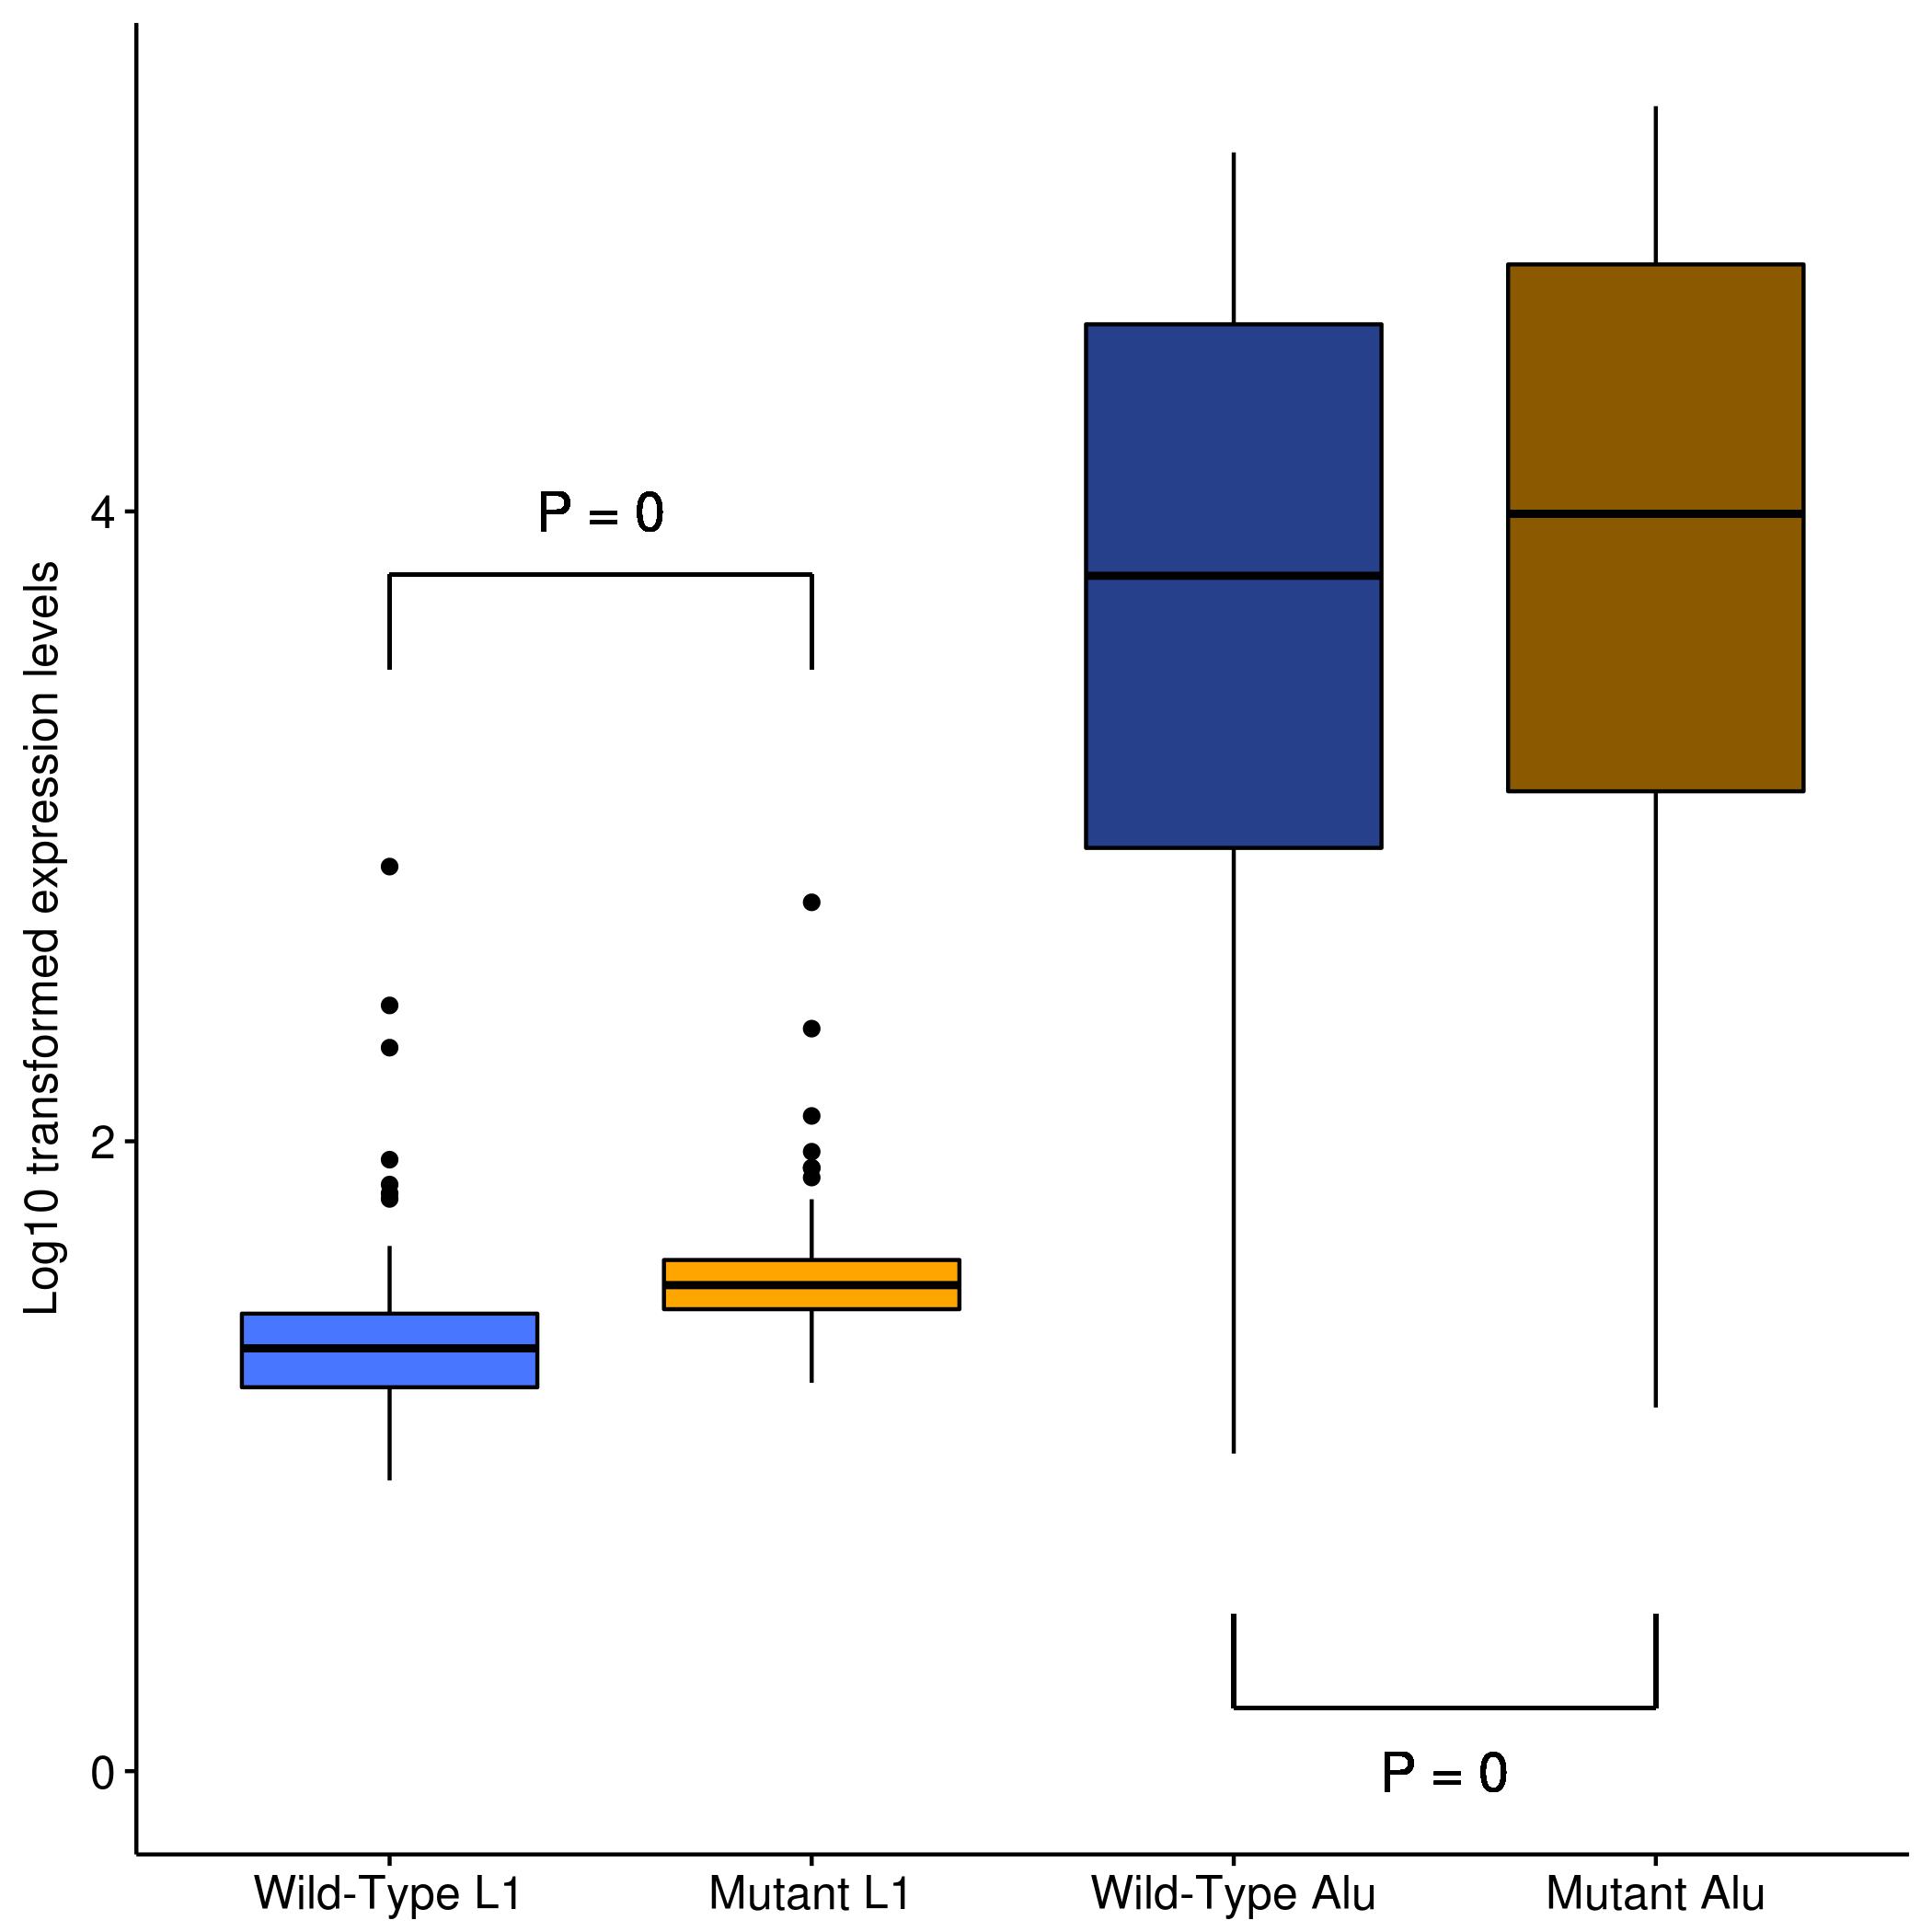 Log10 transformed expression levels
4
2
0
P = 0
P = 0
Wild-Type L1
Mutant L1
Wild-Type Alu
Mutant Alu